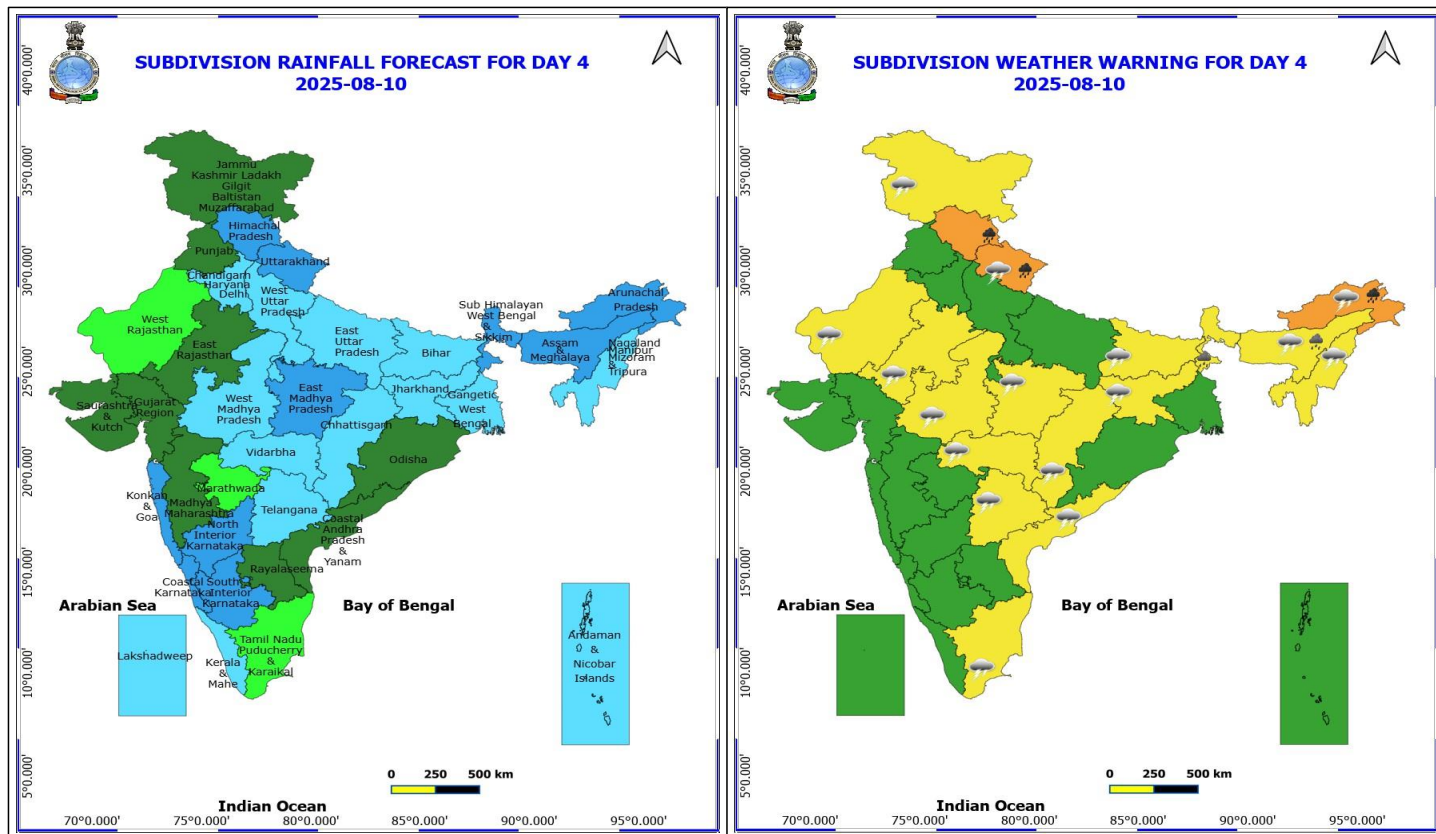 SUBDIVISION RAINFALL FORECAST FOR DAY 4
2025-08-10
40°0.000'
35°0.000'
30°0.000'
25°0.000'
20°0.000'
15°0.000'
10°0.000'
5°0.000'
Jammu
Kashmir Ladakh
Gilgit
Baltistan
Muzaffarabad
Himachal
Pradesh
Punjab
Uttarakhand
Chandigarh
Haryana
Delhi
West
Uttar
Pradesh
West
Rajasthan
East
Rajasthan
East
Uttar
Pradesh
Sub Himalayan
West Bengal
&
Sikkim
Arunachal
Pradesh
Assam
&
Meghalaya
Nagaland
Manipur
Mizoram
&
Tripura
Bihar
Jharkhand
Gangetic
West
Bengal
Saurashtra
&
Kutch
Gujarat
Region
West
Madhya
Pradesh
East
Madhya
Pradesh
Chhattisgarh
Vidarbha
Odisha
Konkan
&
Goa
Madhya
Maharashtra
Marathwada
Telangana
North
Interior
Karnataka
Coastal
Andhra
Pradesh
&
Yanam
Rayalaseema
Coastal
Karnataka
South
Interior
Karnataka
Tamil Nadu
Puducherry
&
Karaikal
Kerala
&
Mahe
Arabian Sea
Lakshadweep
Bay of Bengal
Andaman
&
Nicobar
Islands
0 250 500 km
Indian Ocean
70°0.000' 75°0.000' 80°0.000' 85°0.000' 90°0.000' 95°0.000'
SUBDIVISION WEATHER WARNING FOR DAY 4
2025-08-10
40°0.000'
35°0.000'
30°0.000'
25°0.000'
20°0.000'
15°0.000'
10°0.000'
5°0.000'
Arabian Sea
Bay of Bengal
0 250 500 km
Indian Ocean
70°0.000' 75°0.000' 80°0.000' 85°0.000' 90°0.000' 95°0.000'